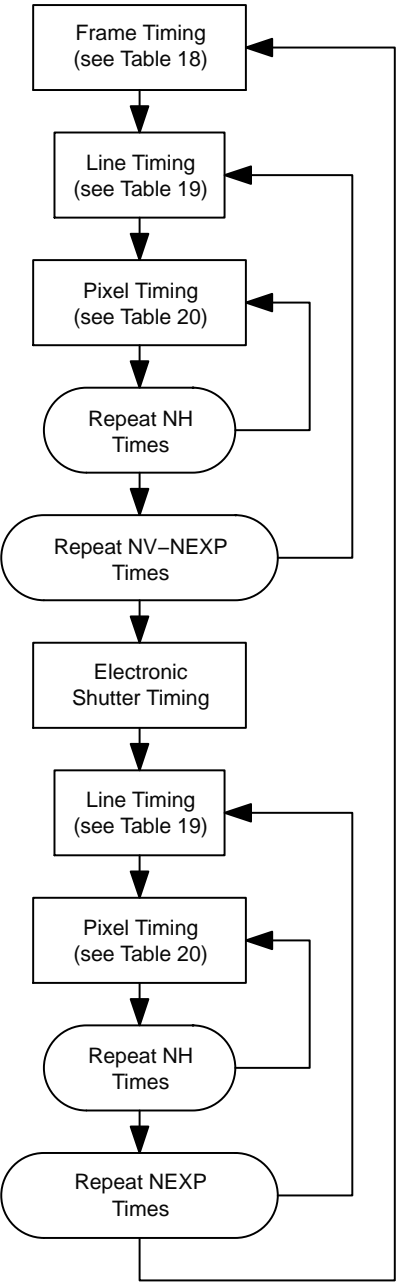 Frame Timing
(see Table 18)
Line Timing
(see Table 19)
Pixel Timing
(see Table 20)
Repeat NH
Times
Repeat NV−NEXP
Times
Electronic
Shutter Timing
Line Timing
(see Table 19)
Pixel Timing
(see Table 20)
Repeat NH
Times
Repeat NEXP
Times